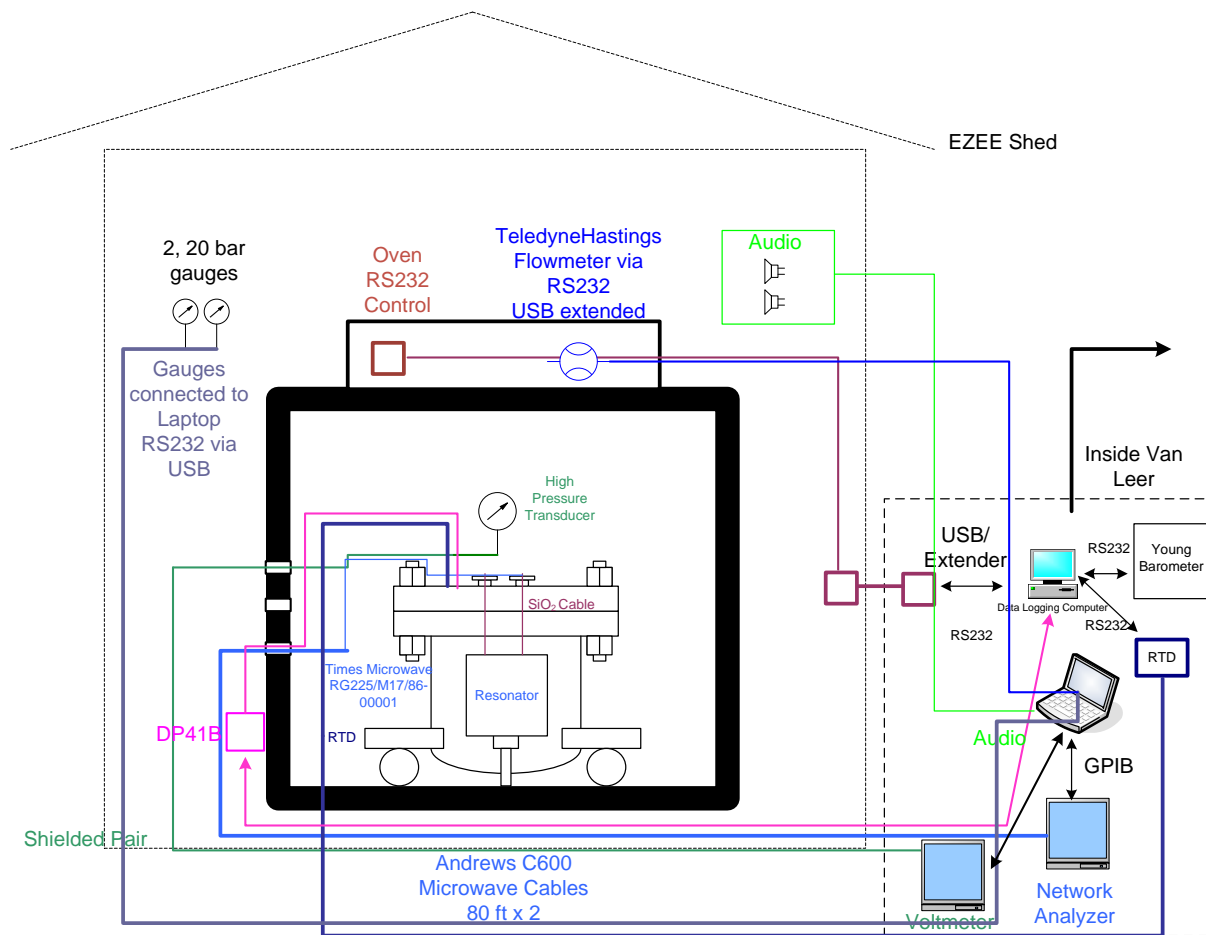 EZEE Shed
2, 20 bar
gauges
Oven
RS232
Control
TeledyneHastings
Flowmeter via
RS232
USB extended
Audio
Gauges
connected to
Laptop
RS232 via
USB
High
Pressure
Transducer
Inside Van
Leer
USB/
Extender
RS232
Young
Barometer
Data Logging Computer
RS232
RS232
RTD
SiO2 Cable
Times Microwave
RG225/M17/86-
00001
Resonator
DP41B
RTD
Audio
GPIB
Shielded Pair
Andrews C600
Microwave Cables
80 ft x 2
Voltmeter
Network
Analyzer